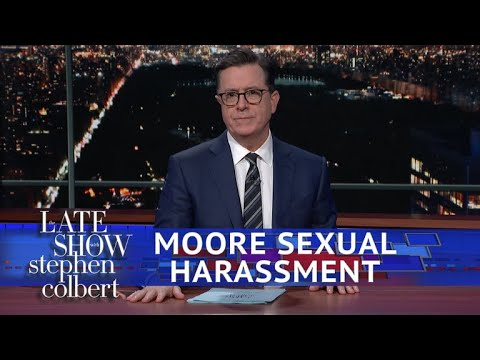 LATE
SHOW
stephen
colbert
MOORE SEXUAL
HARASSMENT